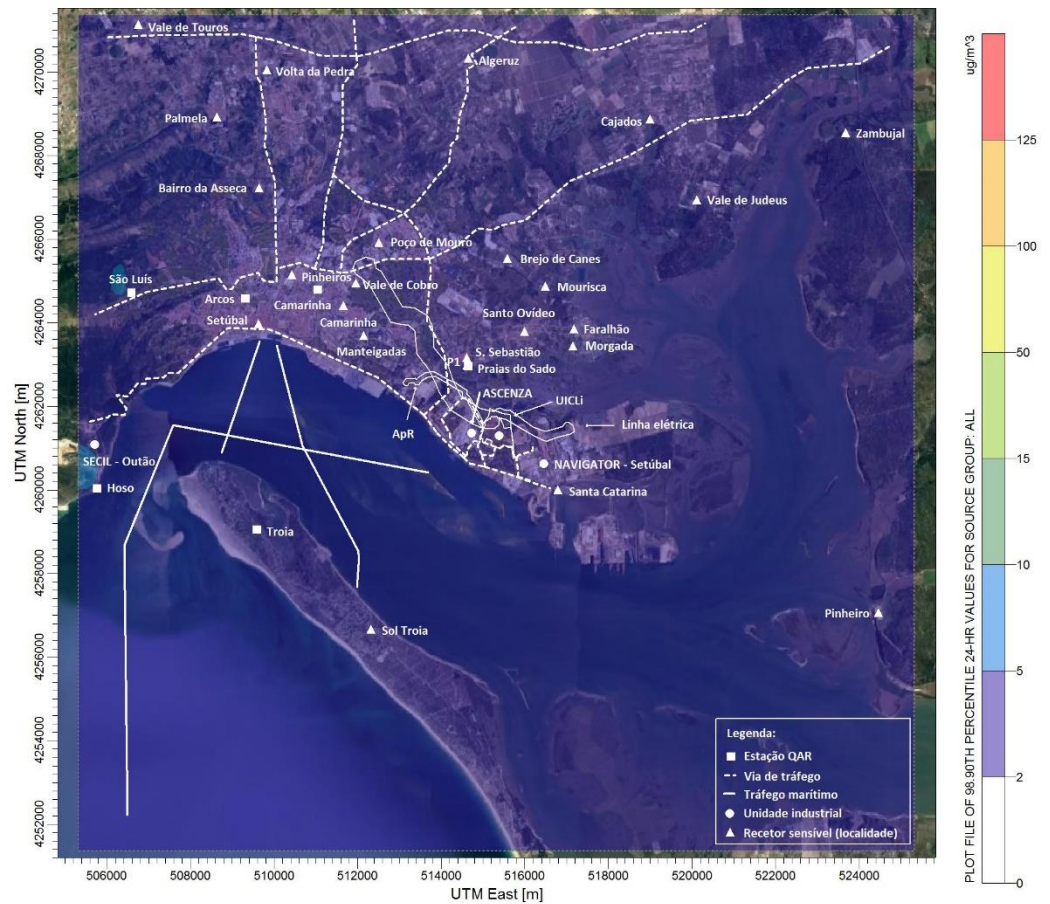 Vale de Touros
Volta da Pedra
Algeruz
Palmela
Cajados
Zambujal
Bairro da Asseca
Vale de Judeus
Poço de Mouro
Brejo de Canes
São Luís
Pinheiros
Vale de Cobro
Mourisca
Arcos
Camarinha
Setúbal
Camarinha
Santo Ovídeo
Faralhão
Manteigadas
Morgada
S. Sebastião
P1
Praias do Sado
ASCENZA
UICLi
ApR
Linha elétrica
SECIL - Outão
NAVIGATOR - Setúbal
Hoso
Santa Catarina
Troia
Pinheiro
Sol Troia
Legenda:
Estação QAR
Via de tráfego
Tráfego marítimo
Unidade industrial
Recetor sensível (localidade)
UTM North [m]
4270000
4268000
4266000
4264000
4262000
4260000
4258000
4256000
4254000
4252000
506000 508000 510000 512000 514000 516000 518000 520000 522000 524000
UTM East [m]
PLOT FILE OF 98.90TH PERCENTILE 24-HR VALUES FOR SOURCE GROUP: ALL
ug/m^3
125
100
50
15
10
5
2
0